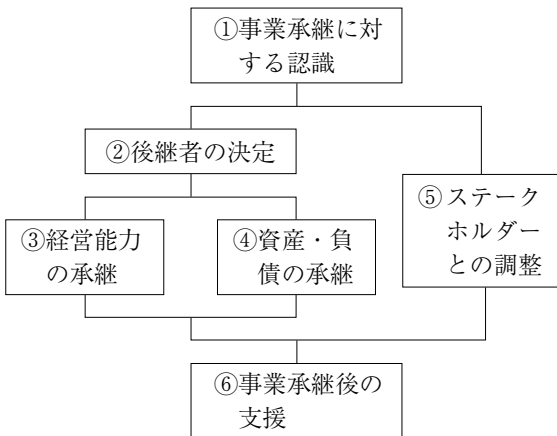 ①事業承継に対
する認識
②後継者の決定
③経営能力
の承継
④資産・負
債の承継
⑤ステーク
ホルダー
との調整
⑥事業承継後の
支援